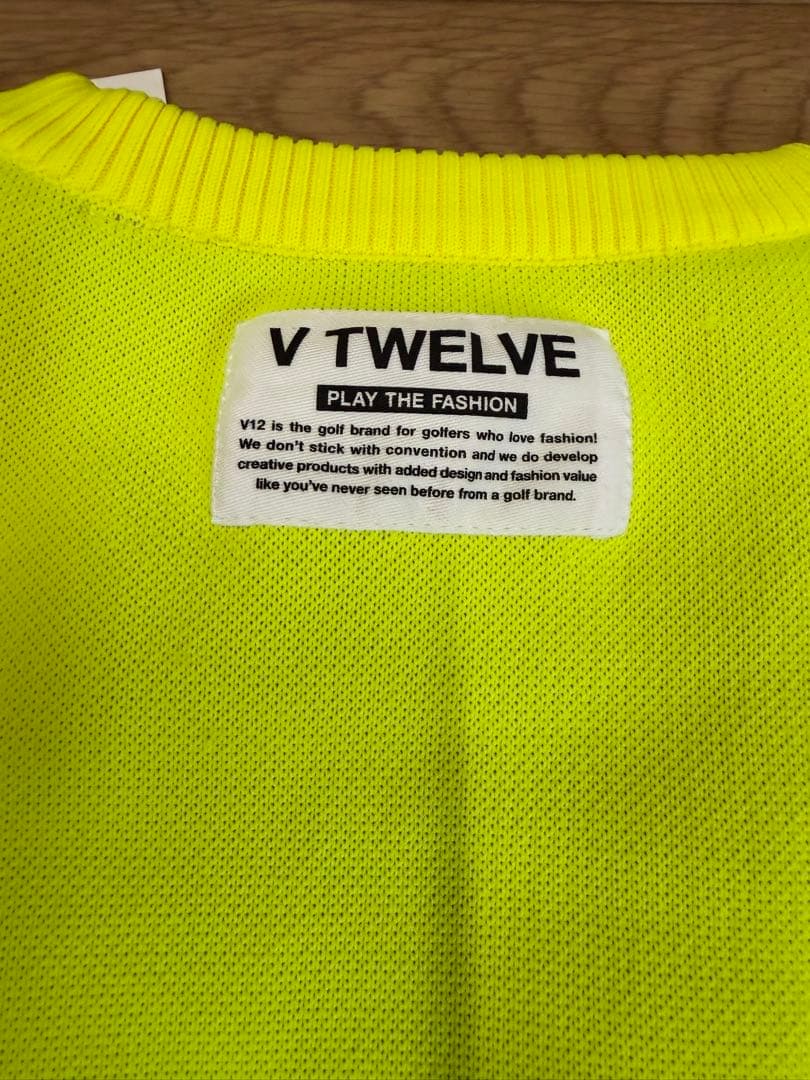 V TWELVE
PLAY THE FASHION
V12 is the golf brand for golfers who love fashion!
We don't stick with convention and we do develop
creative products with added design and fashion value
like you've never seen before from a golf brand.